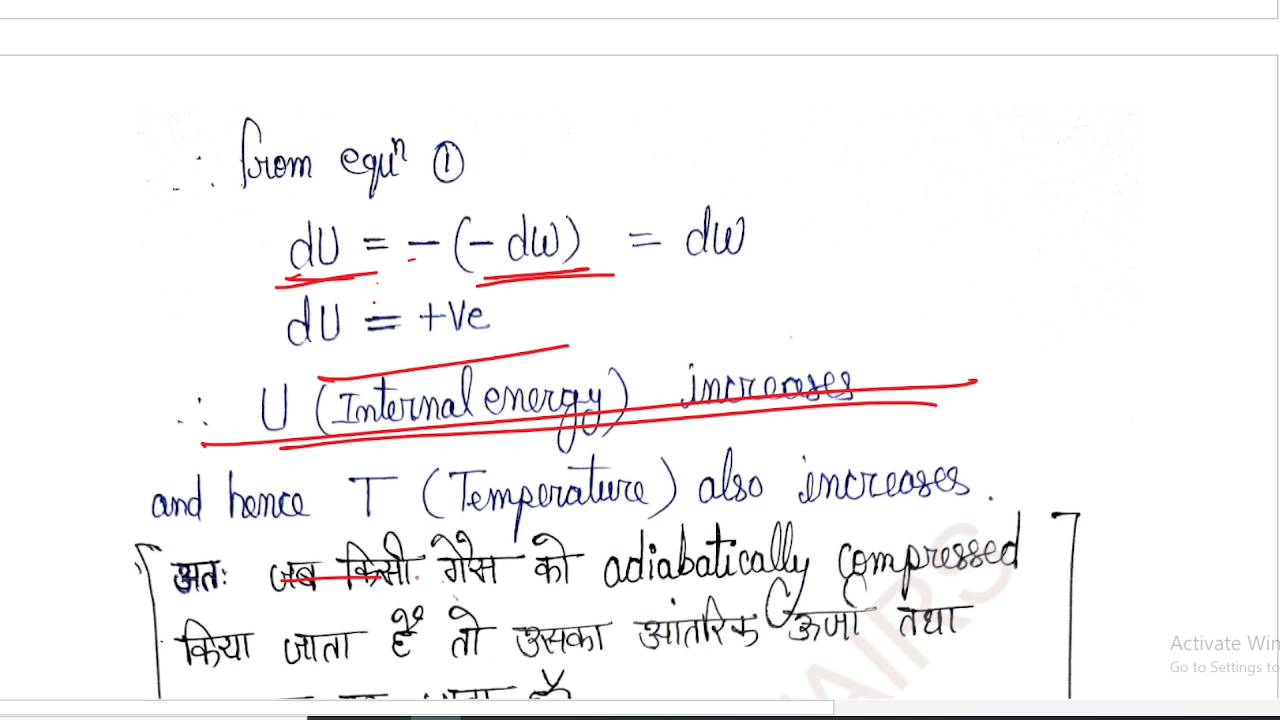 ∴ from equⁿ ①
dU = -(-dW) = dW
dU = +Ve
∴ U (Internal energy) increases
and hence T (Temperature) also increases.
अतः जब किसी गैस को adiabatically compressed
किया जाता है तो उसका आंतरिक ऊर्जा तथा
Activate Win
Go to Settings to